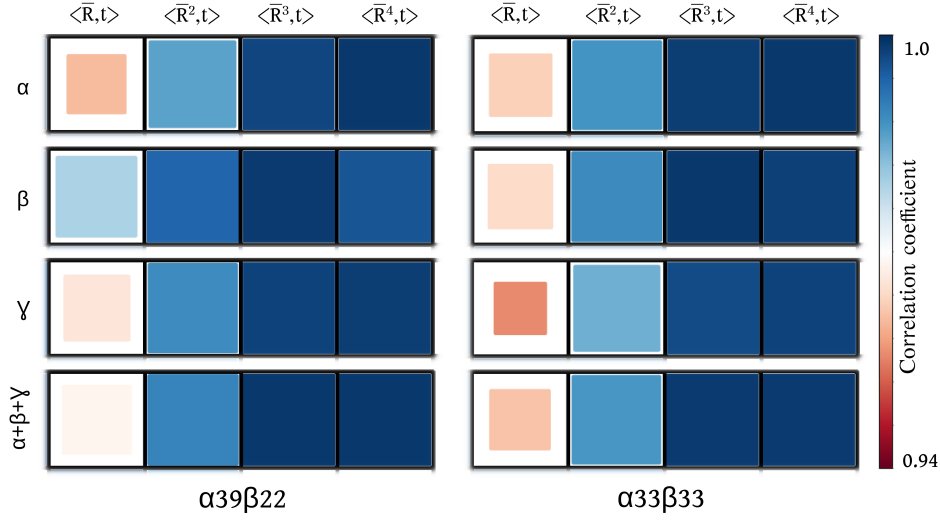 <R̅,t> <R̅²,t> <R̅³,t> <R̅⁴,t> <R̅,t> <R̅²,t> <R̅³,t> <R̅⁴,t>
1.0
α
β
Ɣ
α+β+Ɣ
Correlation coefficient
0.94
α39β22 α33β33